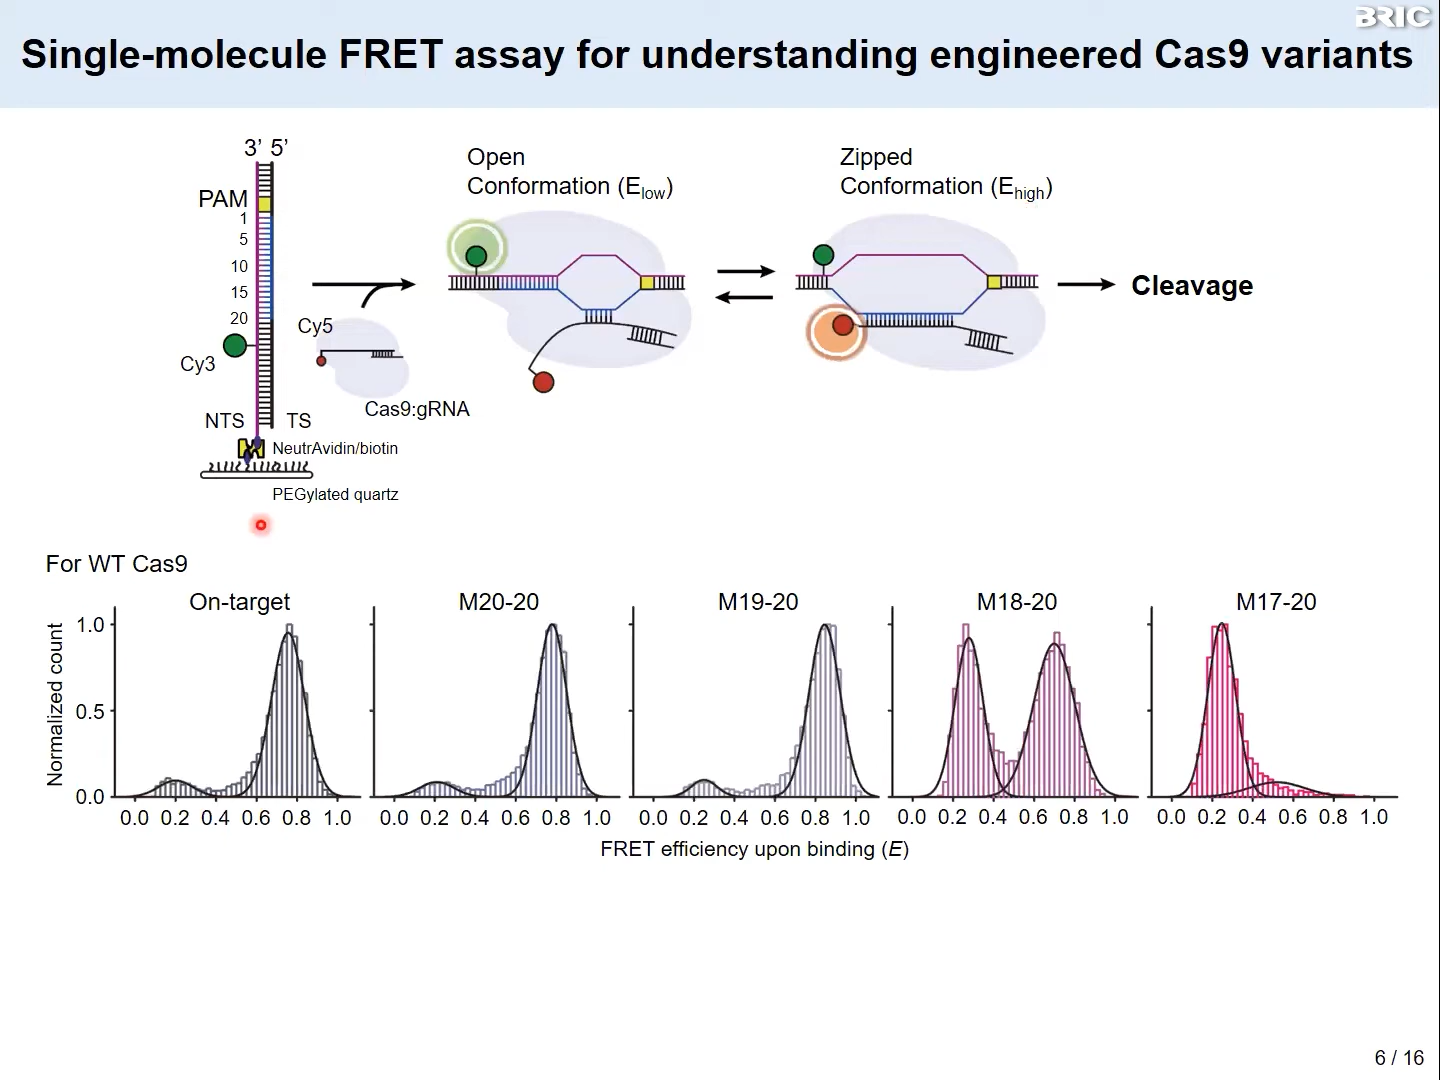 BRIC
Single-molecule FRET assay for understanding engineered Cas9 variants
3’ 5’
PAM
1
5
10
15
20
Cy3
Cy5
Cas9:gRNA
NTS
TS
NeutrAvidin/biotin
PEGylated quartz
Open
Conformation (Elow)
Zipped
Conformation (Ehigh)
Cleavage
For WT Cas9
On-target
M20-20
M19-20
M18-20
M17-20
Normalized count
1.0
0.5
0.0
0.0 0.2 0.4 0.6 0.8 1.0
0.0 0.2 0.4 0.6 0.8 1.0
0.0 0.2 0.4 0.6 0.8 1.0
0.0 0.2 0.4 0.6 0.8 1.0
0.0 0.2 0.4 0.6 0.8 1.0
FRET efficiency upon binding (E)
6 / 16